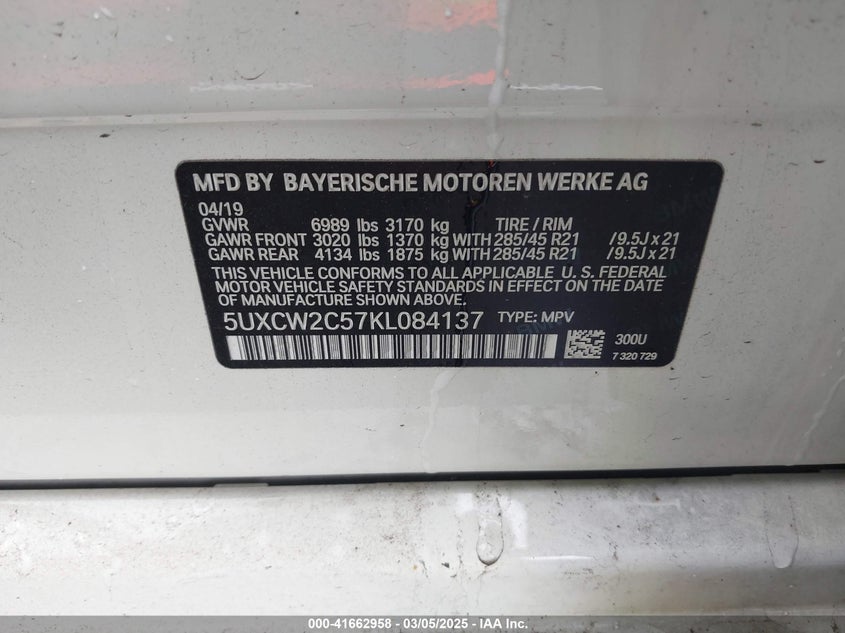 MFD BY BAYERISCHE MOTOREN WERKE AG
04/19
GVWR 6989 lbs 3170 kg TIRE / RIM
GAWR FRONT 3020 lbs 1370 kg WITH 285/45 R21 /9.5J x 21
GAWR REAR 4134 lbs 1875 kg WITH 285/45 R21 /9.5J x 21
THIS VEHICLE CONFORMS TO ALL APPLICABLE U. S. FEDERAL
MOTOR VEHICLE SAFETY STANDARDS IN EFFECT ON THE DATE
OF MANUFACTURE SHOWN ABOVE.
5UXCW2C57KL084137 TYPE: MPV
300U
7 320 729
000-41662958 - 03/05/2025 - IAA Inc.